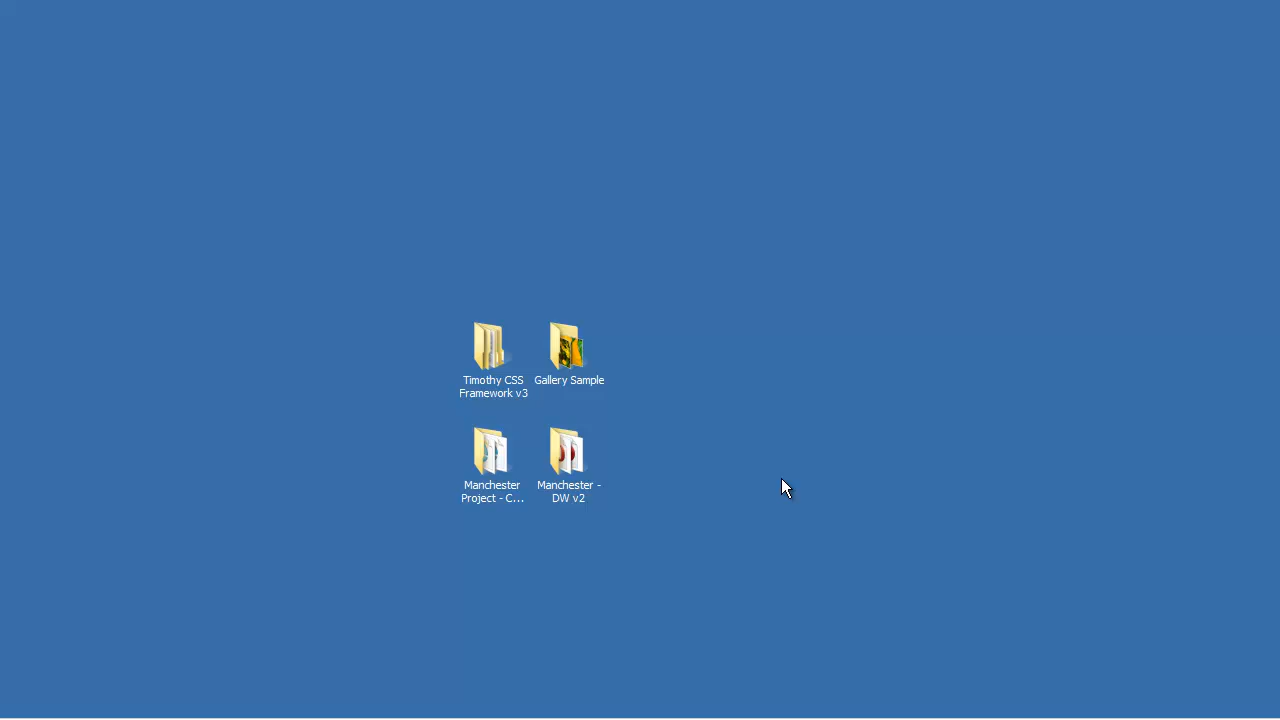 Timothy CSS
Framework v3
Gallery Sample
Manchester
Project - C...
Manchester -
DW v2